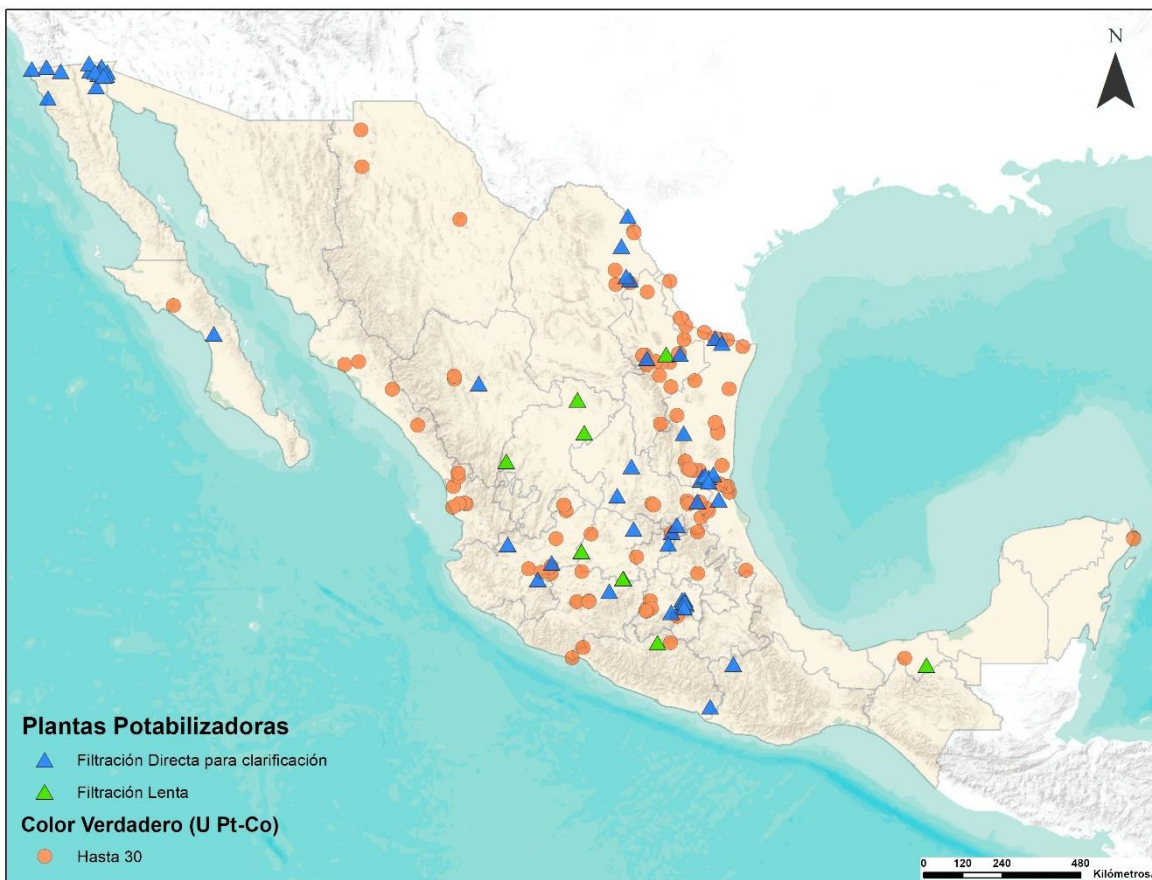 N
Plantas Potabilizadoras
Filtración Directa para clarificación
Filtración Lenta
Color Verdadero (U Pt-Co)
Hasta 30
0 120 240 480
Kilómetros